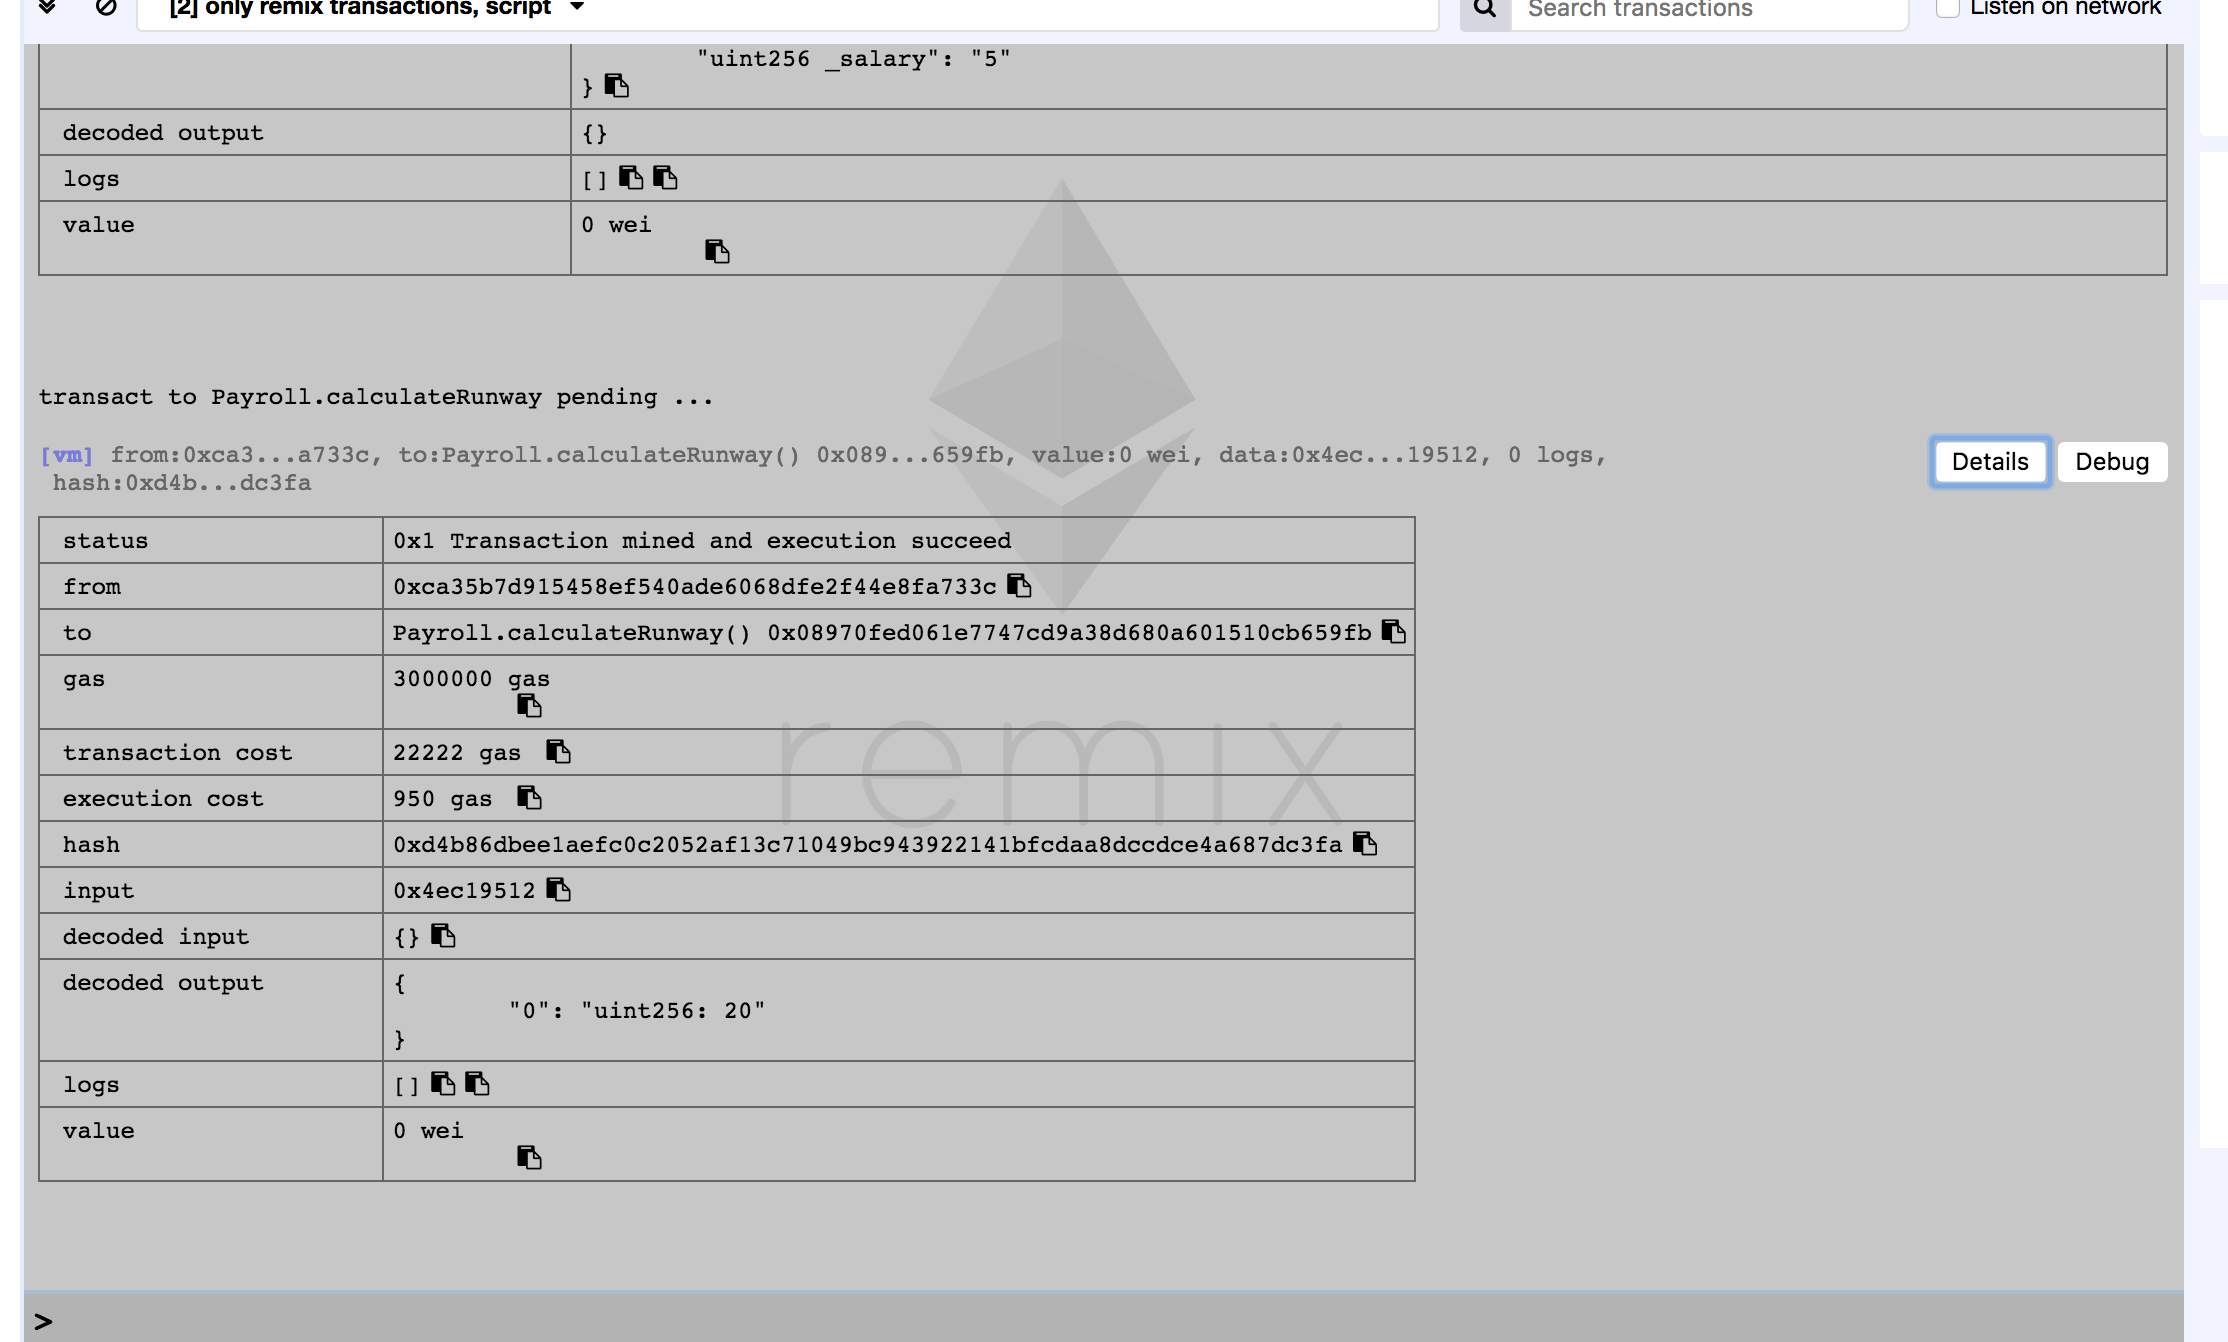 [2] only remix transactions, script
Search transactions
Listen on network
"uint256 _salary": "5"
}
decoded output {}
logs []
value 0 wei
transact to Payroll.calculateRunway pending ...
[vm] from:0xca3...a733c, to:Payroll.calculateRunway() 0x089...659fb, value:0 wei, data:0x4ec...19512, 0 logs,
hash:0xd4b...dc3fa
Details Debug
status 0x1 Transaction mined and execution succeed
from 0xca35b7d915458ef540ade6068dfe2f44e8fa733c
to Payroll.calculateRunway() 0x08970fed061e7747cd9a38d680a601510cb659fb
gas 3000000 gas
transaction cost 22222 gas
execution cost 950 gas
hash 0xd4b86dbee1aefc0c2052af13c71049bc943922141bfcdaa8dccdce4a687dc3fa
input 0x4ec19512
decoded input {}
decoded output {
"0": "uint256: 20"
}
logs []
value 0 wei
remix
>